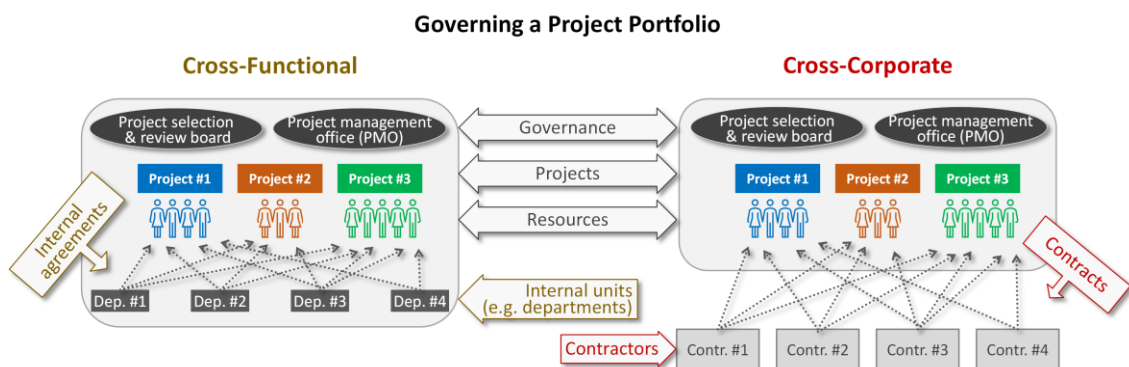 Governing a Project Portfolio
Cross-Functional
Cross-Corporate
Project selection
& review board
Project management
office (PMO)
Governance
Project selection
& review board
Project management
office (PMO)
Project #1
Project #2
Project #3
Projects
Project #1
Project #2
Project #3
Resources
Internal
agreements
Contracts
Dep. #1
Dep. #2
Dep. #3
Dep. #4
Internal units
(e.g. departments)
Contractors
Contr. #1
Contr. #2
Contr. #3
Contr. #4